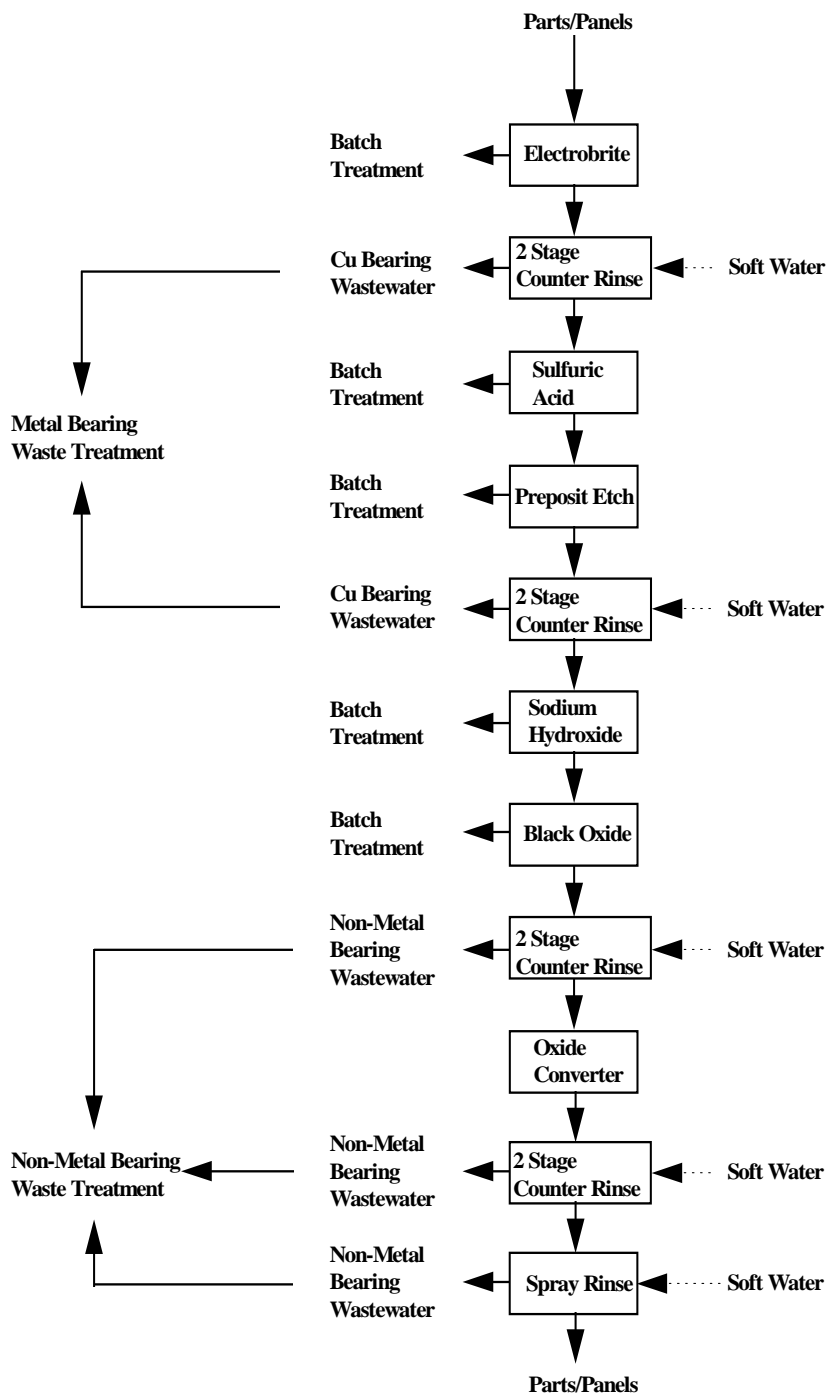 Parts/Panels
Batch
Treatment
Electrobrite
Cu Bearing
Wastewater
2 Stage
Counter Rinse
Soft Water
Batch
Treatment
Sulfuric
Acid
Metal Bearing
Waste Treatment
Batch
Treatment
Preposit Etch
Cu Bearing
Wastewater
2 Stage
Counter Rinse
Soft Water
Batch
Treatment
Sodium
Hydroxide
Batch
Treatment
Black Oxide
Non-Metal
Bearing
Wastewater
2 Stage
Counter Rinse
Soft Water
Oxide
Converter
Non-Metal Bearing
Waste Treatment
Non-Metal
Bearing
Wastewater
2 Stage
Counter Rinse
Soft Water
Non-Metal
Bearing
Wastewater
Spray Rinse
Soft Water
Parts/Panels